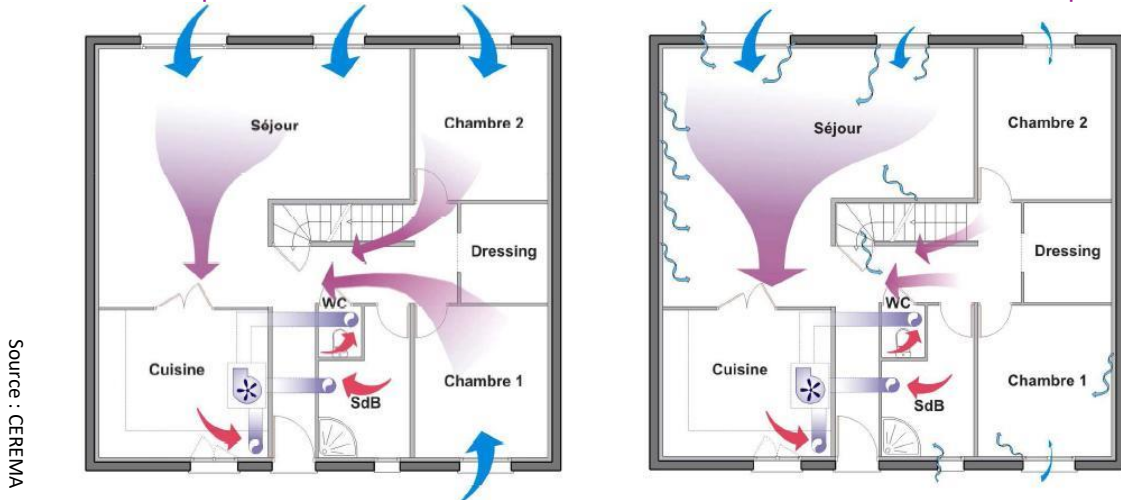 Séjour
Chambre 2
Dressing
WC
Cuisine
SdB
Chambre 1
Séjour
Chambre 2
Dressing
WC
Cuisine
SdB
Chambre 1
Source : CEREMA